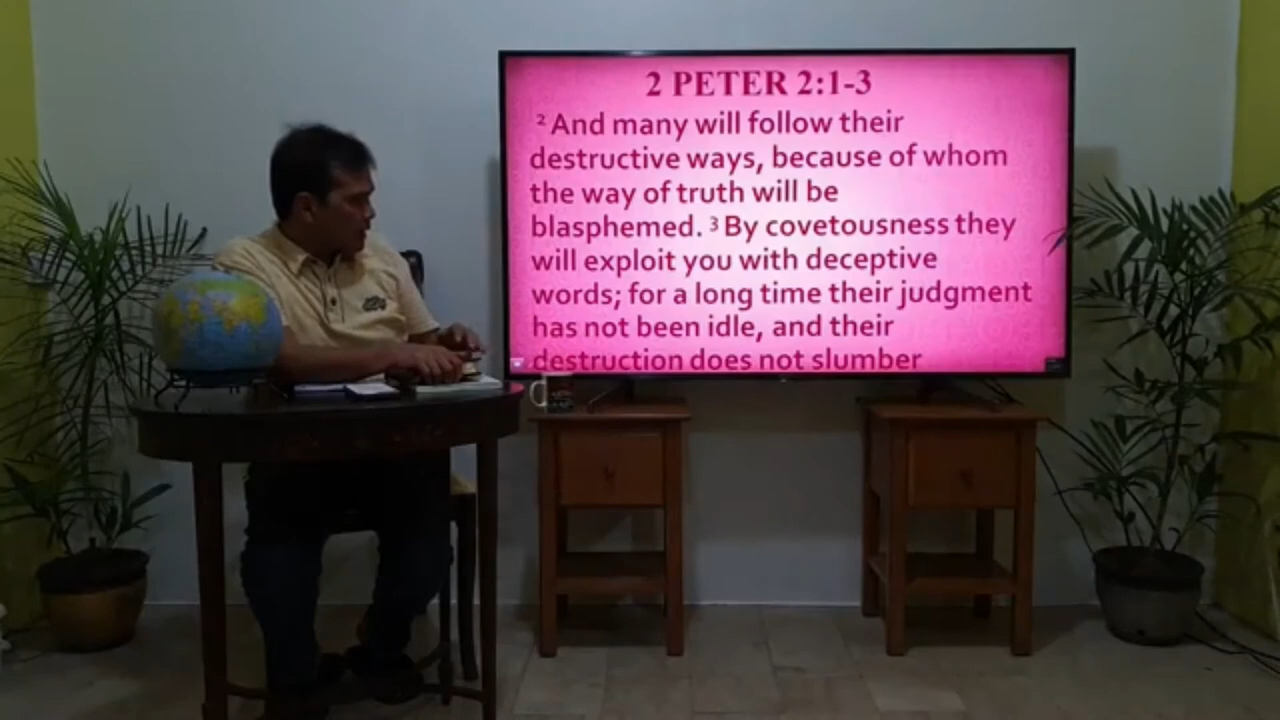 2 PETER 2:1-3
² And many will follow their
destructive ways, because of whom
the way of truth will be
blasphemed. ³ By covetousness they
will exploit you with deceptive
words; for a long time their judgment
has not been idle, and their
destruction does not slumber